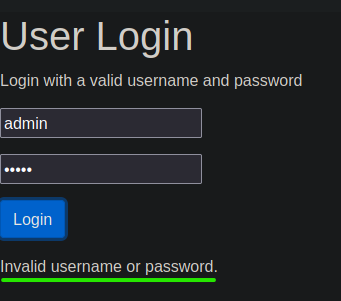 User Login
Login with a valid username and password
admin
•••••
Login
Invalid username or password.